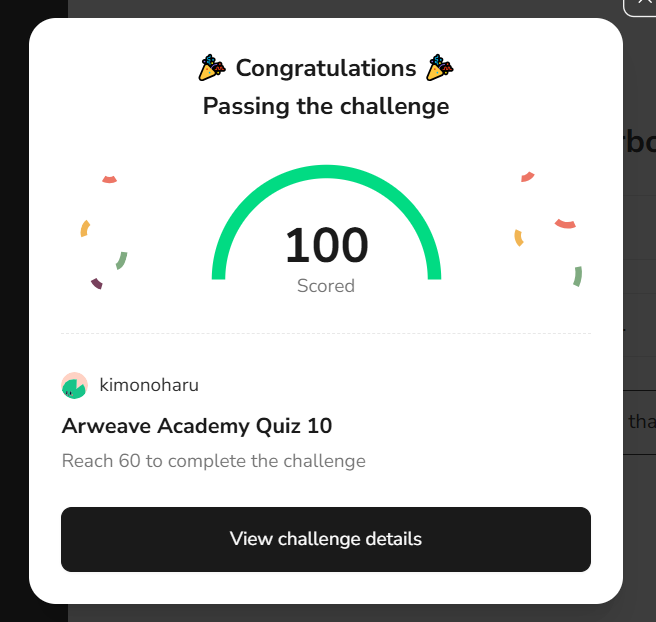 🎉 Congratulations 🎉
Passing the challenge
100
Scored
kimonoharu
Arweave Academy Quiz 10
Reach 60 to complete the challenge
View challenge details
tha